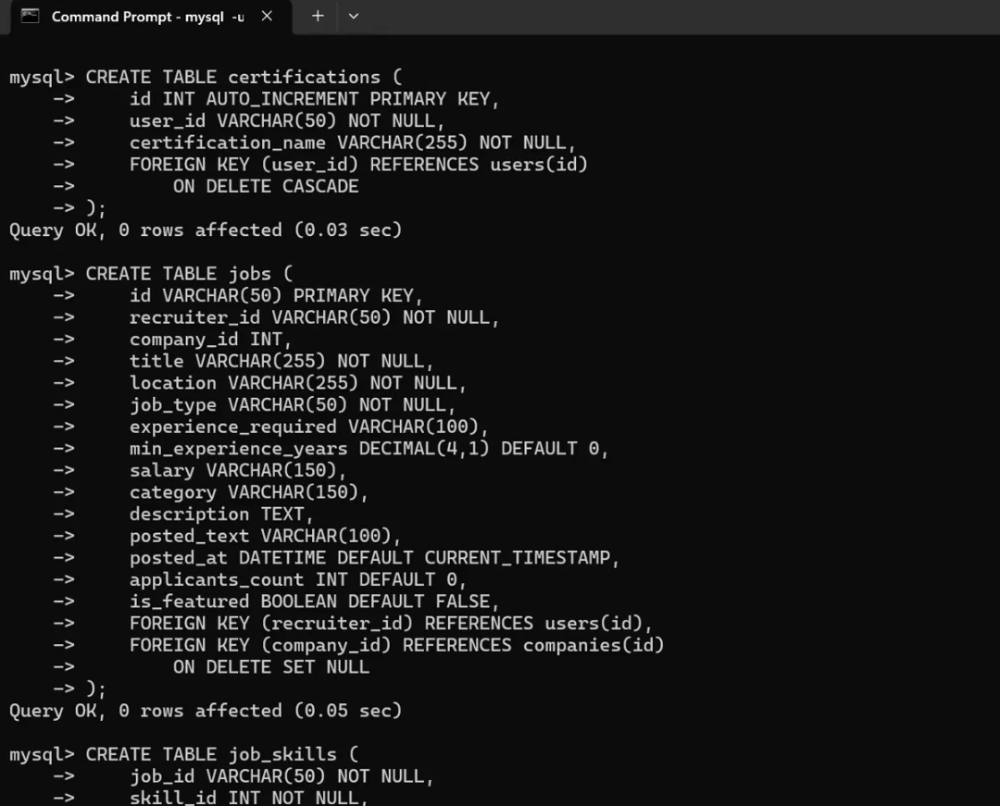 Command Prompt - mysql -u
mysql> CREATE TABLE certifications (
    ->     id INT AUTO_INCREMENT PRIMARY KEY,
    ->     user_id VARCHAR(50) NOT NULL,
    ->     certification_name VARCHAR(255) NOT NULL,
    ->     FOREIGN KEY (user_id) REFERENCES users(id)
    ->         ON DELETE CASCADE
    -> );
Query OK, 0 rows affected (0.03 sec)
mysql> CREATE TABLE jobs (
    ->     id VARCHAR(50) PRIMARY KEY,
    ->     recruiter_id VARCHAR(50) NOT NULL,
    ->     company_id INT,
    ->     title VARCHAR(255) NOT NULL,
    ->     location VARCHAR(255) NOT NULL,
    ->     job_type VARCHAR(50) NOT NULL,
    ->     experience_required VARCHAR(100),
    ->     min_experience_years DECIMAL(4,1) DEFAULT 0,
    ->     salary VARCHAR(150),
    ->     category VARCHAR(150),
    ->     description TEXT,
    ->     posted_text VARCHAR(100),
    ->     posted_at DATETIME DEFAULT CURRENT_TIMESTAMP,
    ->     applicants_count INT DEFAULT 0,
    ->     is_featured BOOLEAN DEFAULT FALSE,
    ->     FOREIGN KEY (recruiter_id) REFERENCES users(id),
    ->     FOREIGN KEY (company_id) REFERENCES companies(id)
    ->         ON DELETE SET NULL
    -> );
Query OK, 0 rows affected (0.05 sec)
mysql> CREATE TABLE job_skills (
    ->     job_id VARCHAR(50) NOT NULL,
    ->     skill_id INT NOT NULL,